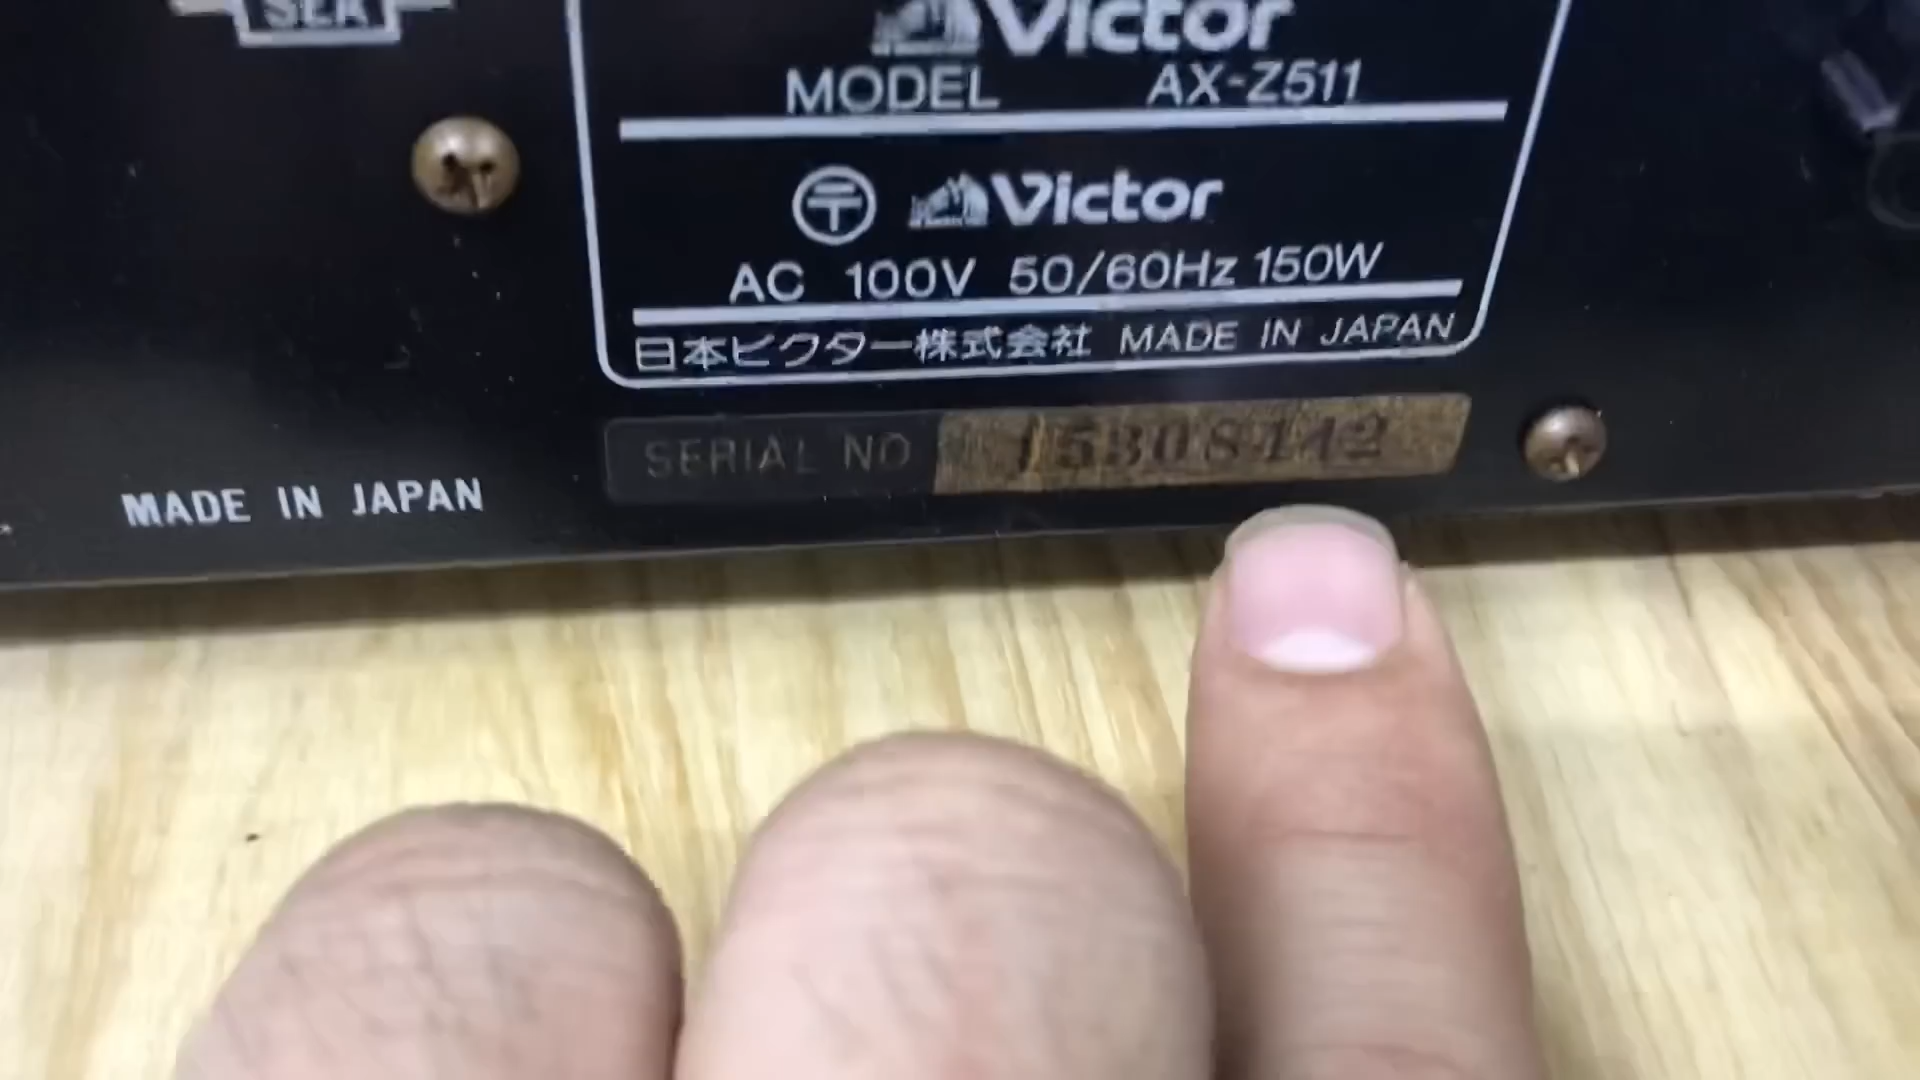 Victor
MODEL AX-Z511
〒 Victor
AC 100V 50/60Hz 150W
日本ビクター株式会社 MADE IN JAPAN
SERIAL NO
MADE IN JAPAN